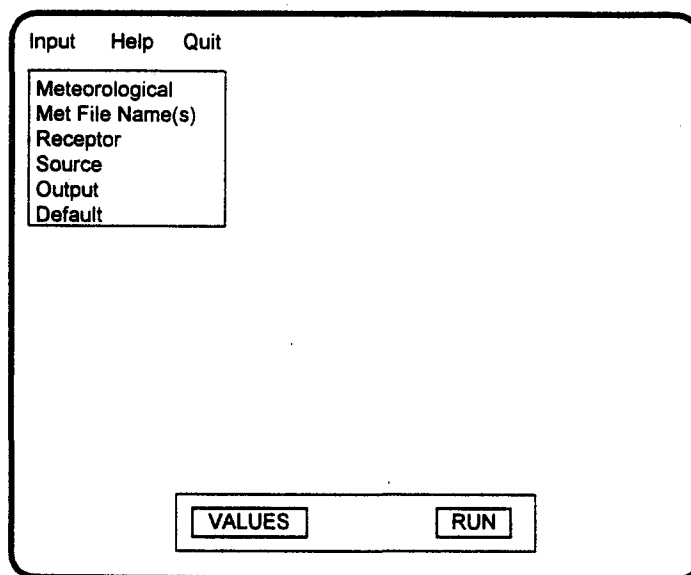 Input Help Quit
Meteorological
Met File Name(s)
Receptor
Source
Output
Default
VALUES RUN